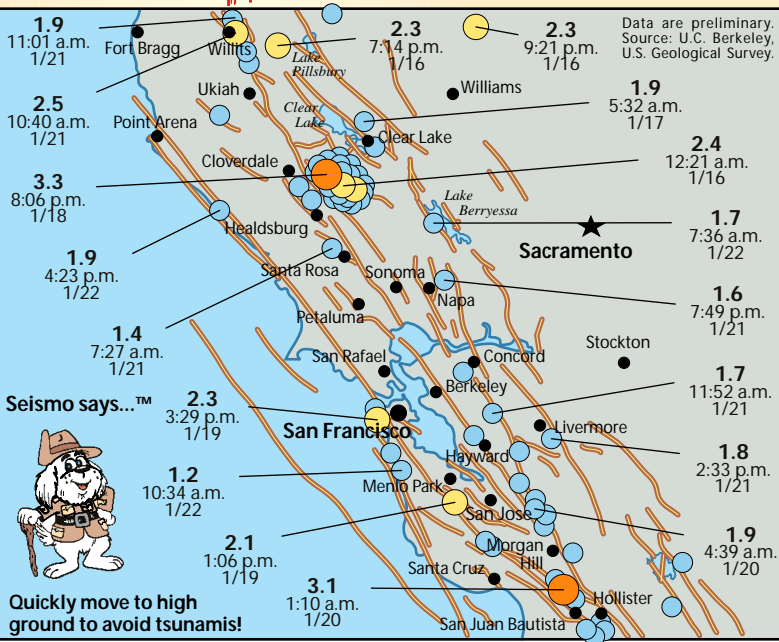 1.9
11:01 a.m.
1/21
Fort Bragg
Willits
Lake
Pillsbury
2.3
7:14 p.m.
1/16
2.3
9:21 p.m.
1/16
Data are preliminary.
Source: U.C. Berkeley,
U.S. Geological Survey.
2.5
10:40 a.m.
1/21
Ukiah
Williams
1.9
5:32 a.m.
1/17
Point Arena
Clear
Lake
Clear Lake
Cloverdale
2.4
12:21 a.m.
1/16
3.3
8:06 p.m.
1/18
Lake
Berryessa
Healdsburg
1.7
7:36 a.m.
1/22
Sacramento
1.9
4:23 p.m.
1/22
Santa Rosa
Sonoma
Napa
1.6
7:49 p.m.
1/21
Petaluma
1.4
7:27 a.m.
1/21
San Rafael
Concord
Stockton
Berkeley
1.7
11:52 a.m.
1/21
Seismo says...™
2.3
3:29 p.m.
1/19
San Francisco
Livermore
Hayward
1.8
2:33 p.m.
1/21
1.2
10:34 a.m.
1/22
Menlo Park
San Jose
2.1
1:06 p.m.
1/19
1.9
4:39 a.m.
1/20
Morgan
Hill
Santa Cruz
3.1
1:10 a.m.
1/20
Hollister
San Juan Bautista
Quickly move to high
ground to avoid tsunamis!